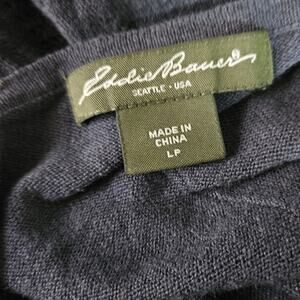 Eddie Bauer®
SEATTLE · USA
MADE IN
CHINA
LP